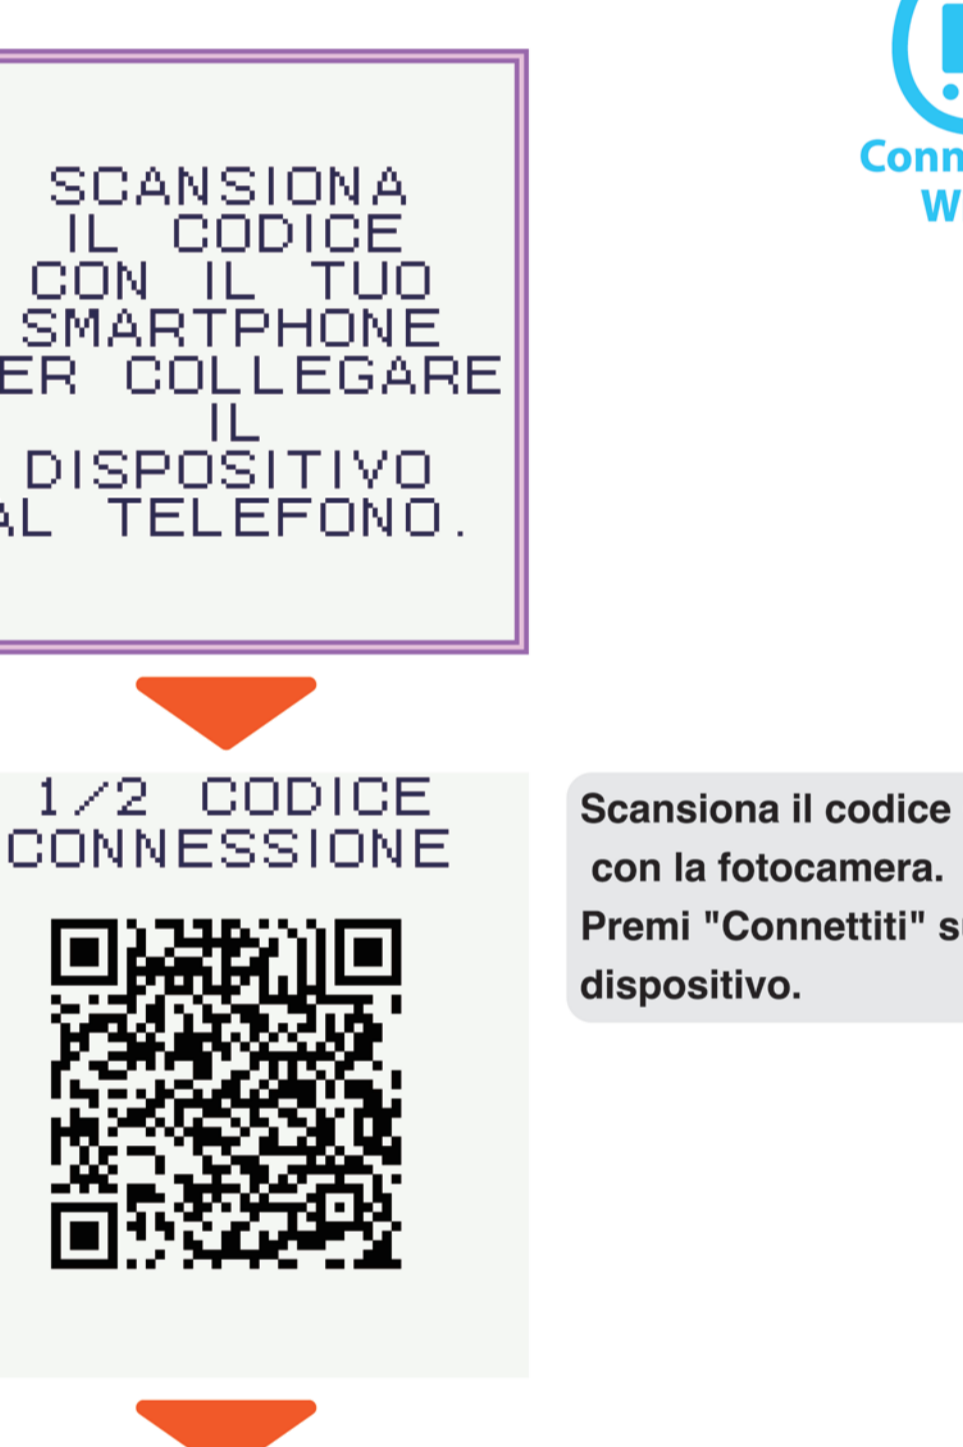 SCANSIONA
IL CODICE
CON IL TUO
SMARTPHONE
ER COLLEGARE
IL
DISPOSITIVO
AL TELEFONO.
Conn
W
1/2 CODICE
CONNESSIONE
Scansiona il codice
con la fotocamera.
Premi "Connettiti" s
dispositivo.